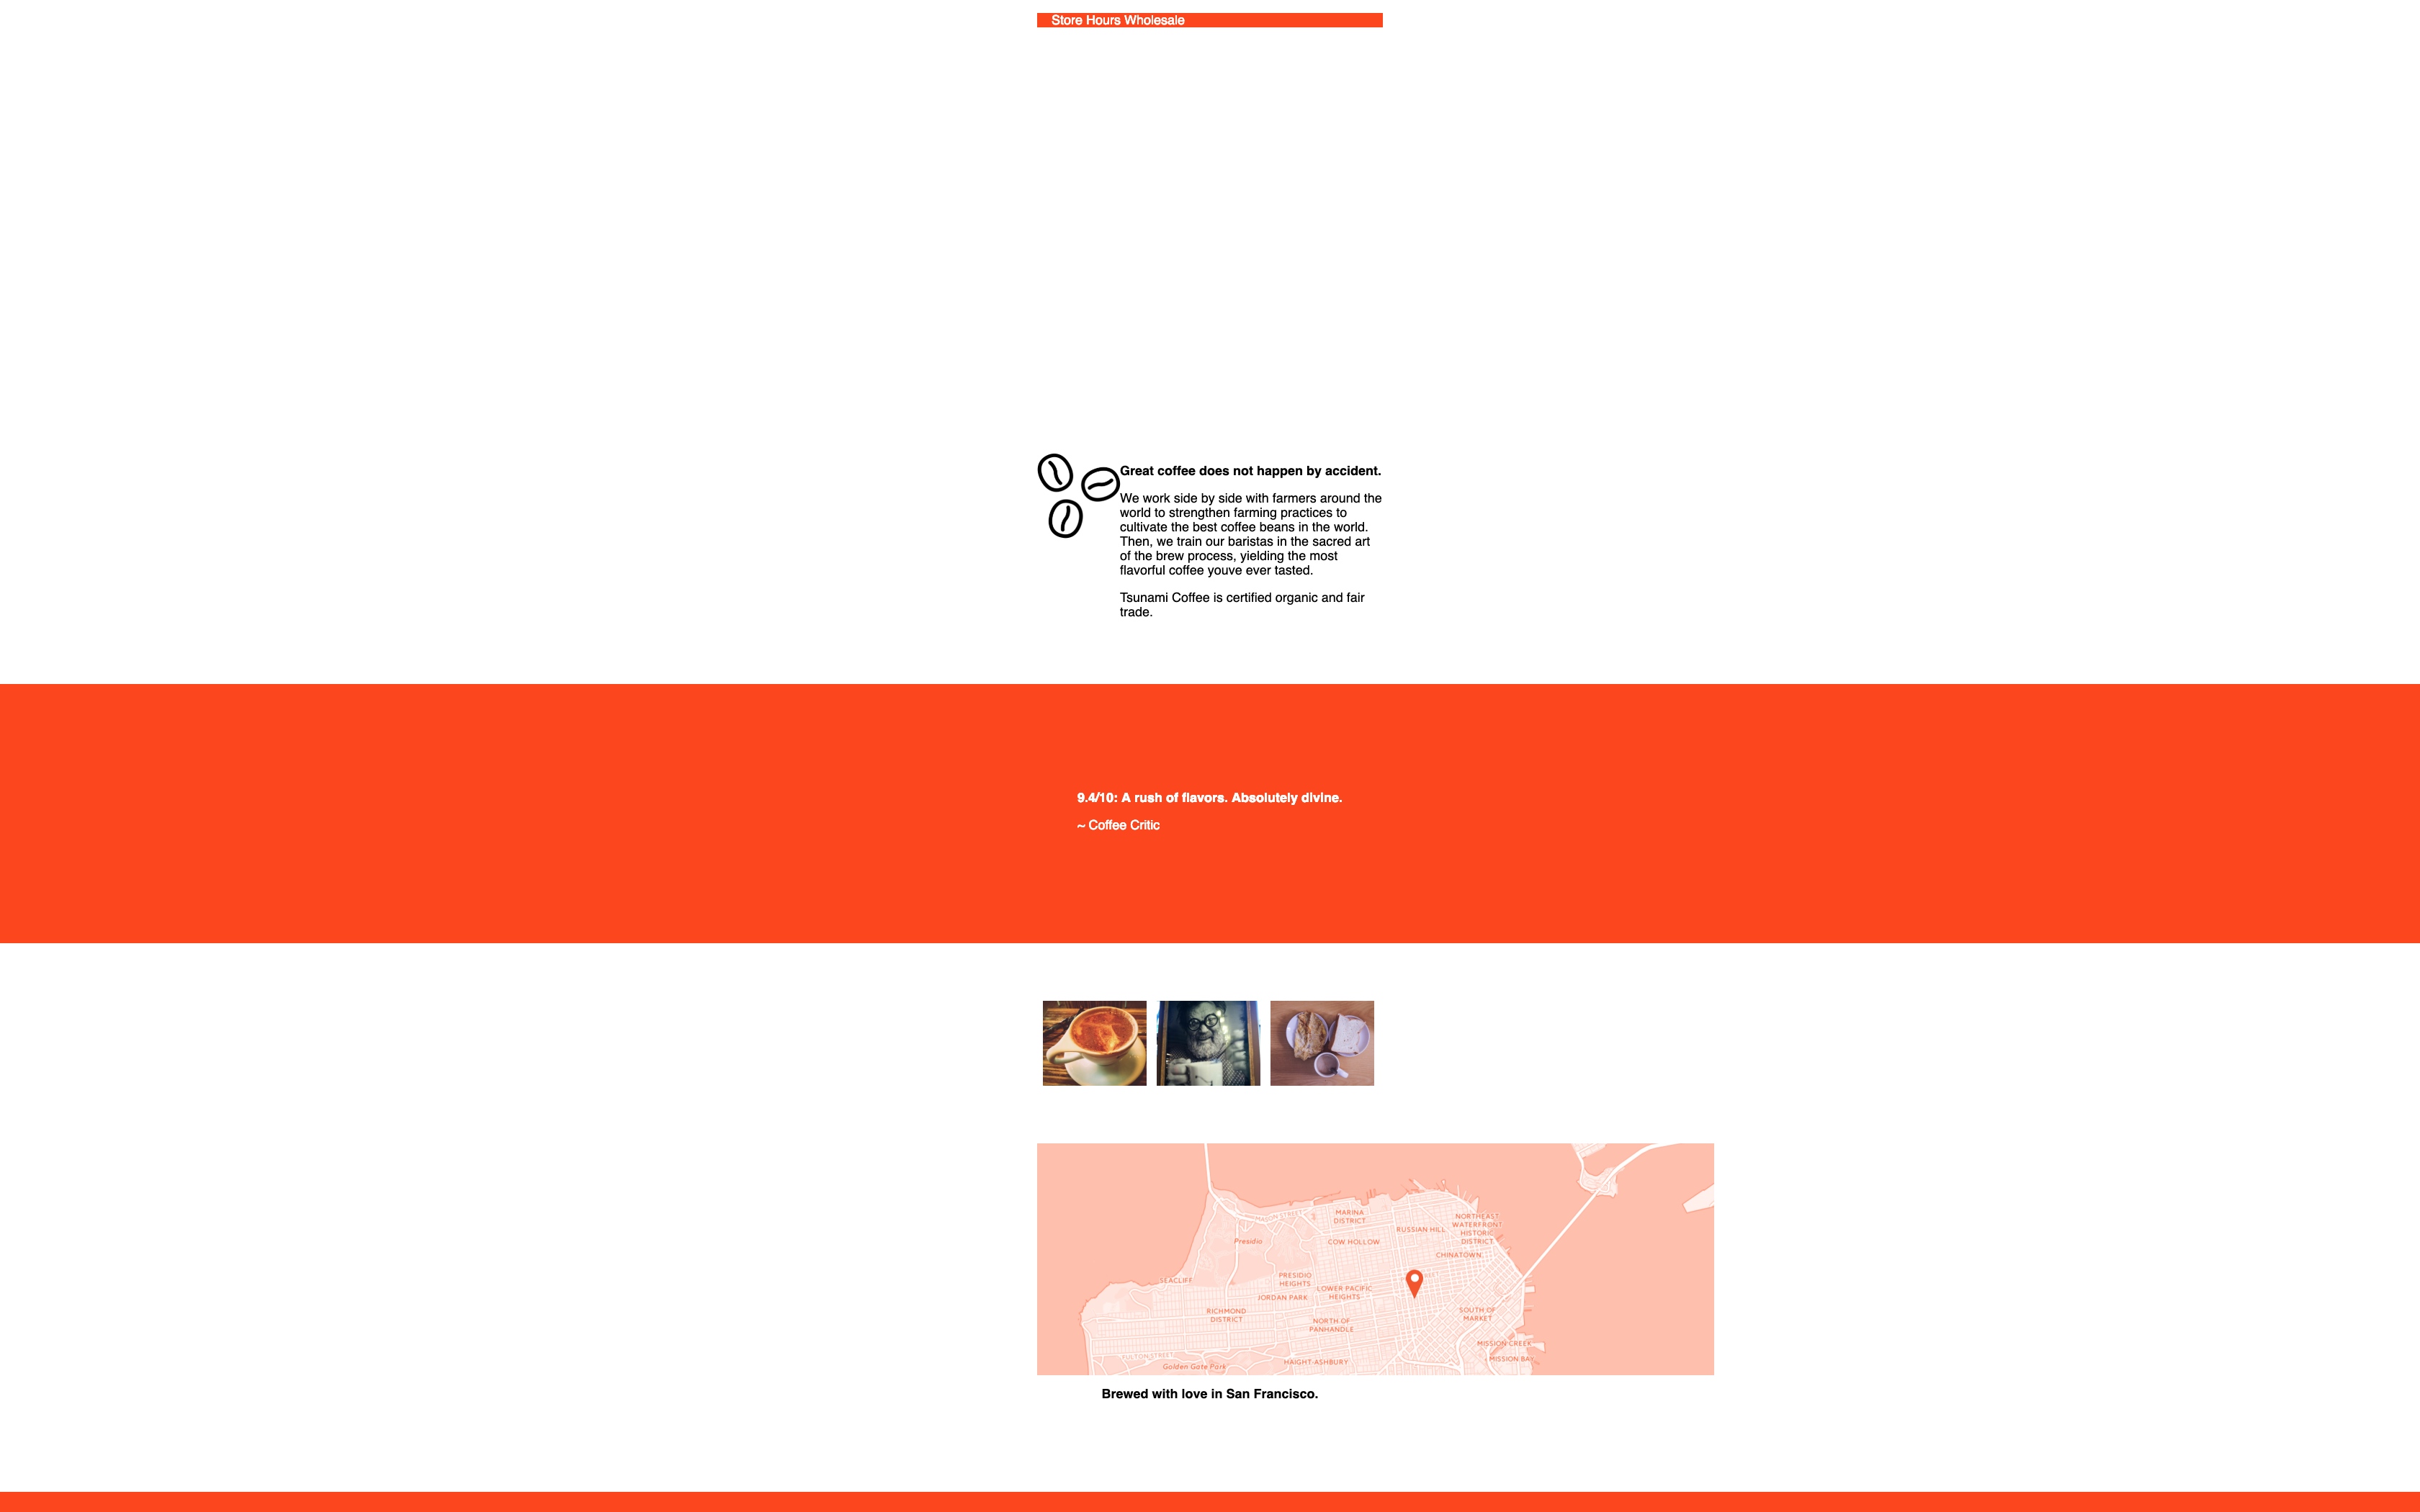 Store Hours Wholesale
Great coffee does not happen by accident.
We work side by side with farmers around the
world to strengthen farming practices to
cultivate the best coffee beans in the world.
Then, we train our baristas in the sacred art
of the brew process, yielding the most
flavorful coffee youve ever tasted.
Tsunami Coffee is certified organic and fair
trade.
9.4/10: A rush of flavors. Absolutely divine.
~ Coffee Critic
MARINA
DISTRICT
NORTHEAST
WATERFRONT
HISTORIC
DISTRICT
RUSSIAN HILL
Presidio
COW HOLLOW
CHINATOWN
SEACLIFF
PRESIDIO
HEIGHTS
LOWER PACIFIC
HEIGHTS
JORDAN PARK
RICHMOND
DISTRICT
SOUTH OF
MARKET
NORTH OF
PANHANDLE
MISSION CREEK
MISSION BAY
FULTON STREET
Golden Gate Park
HAIGHT-ASHBURY
Brewed with love in San Francisco.